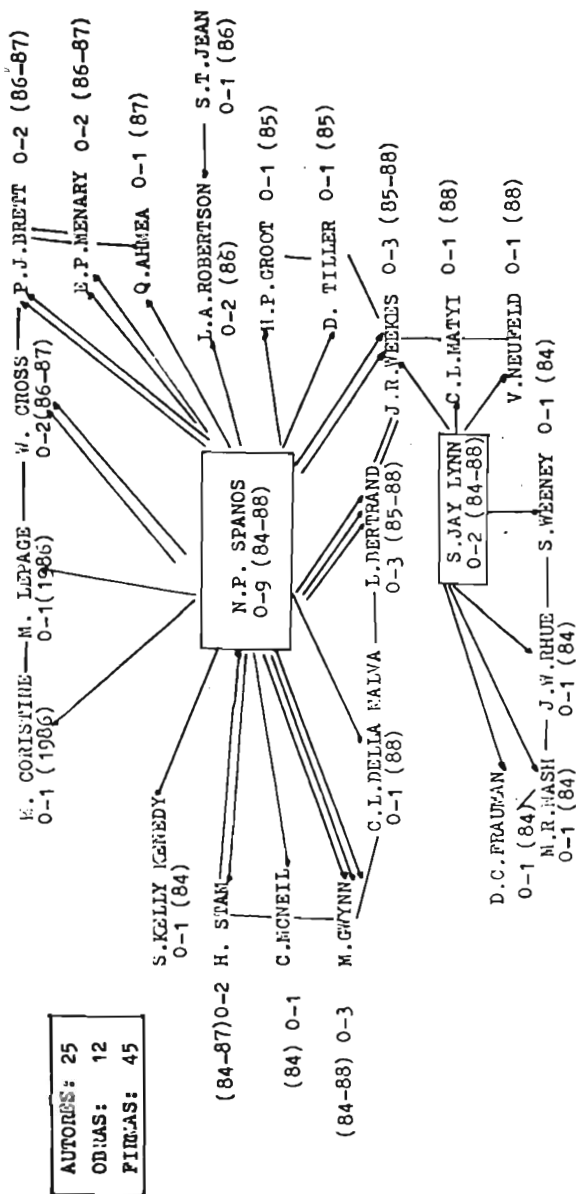 AUTORES: 25
OBRAS: 12
FIRMAS: 45
M. CORISTINE — M. LEPAGE — W. CROSS — P.J.BRETT 0-2 (86-87)
0-1 (1986)
0-1(1986)
0-2(86-87)
E.P.MENARY 0-2 (86-87)
Q.AHMEA 0-1 (87)
S.KELLY KENEDY
0-1 (84)
L.A.ROBERTSON — S.T.JEAN
0-2 (86)
0-1 (86)
N.P. SPANOS
0-9 (84-88)
(84-87)0-2 H. STAM
H.P.GROOT 0-1 (85)
(84) 0-1 C.MCNEIL
D. TILLER 0-1 (85)
(84-88) 0-3 M.GWYNN
C.L.DELLA MALVA — L.BERTRAND
0-1 (88)
0-3 (85-88)
J.R.WEEKES 0-3 (85-88)
S.JAY LYNN
0-2 (84-88)
C.L.MATYI 0-1 (88)
V.NEUFELD 0-1 (88)
D.C.FRAUMAN
0-1 (84)
M.R.NASH — J.W.RHUE — S.WEENEY 0-1 (84)
0-1 (84)
0-1 (84)